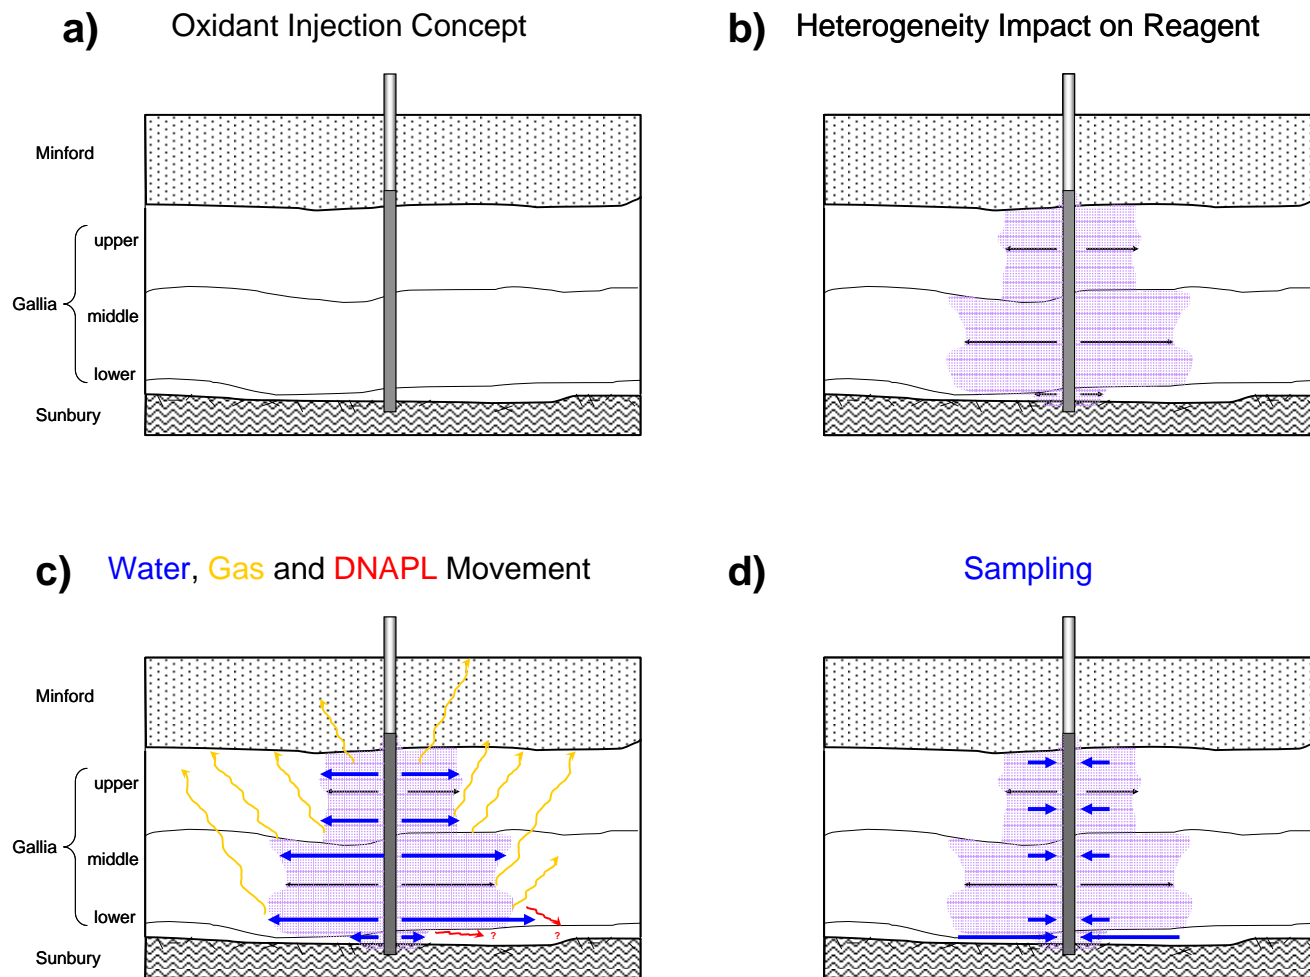 a) Oxidant Injection Concept
Minford
upper
Gallia
middle
lower
Sunbury
b) Heterogeneity Impact on Reagent
c) Water, Gas and DNAPL Movement
Minford
upper
Gallia
middle
lower
Sunbury
?
?
d) Sampling